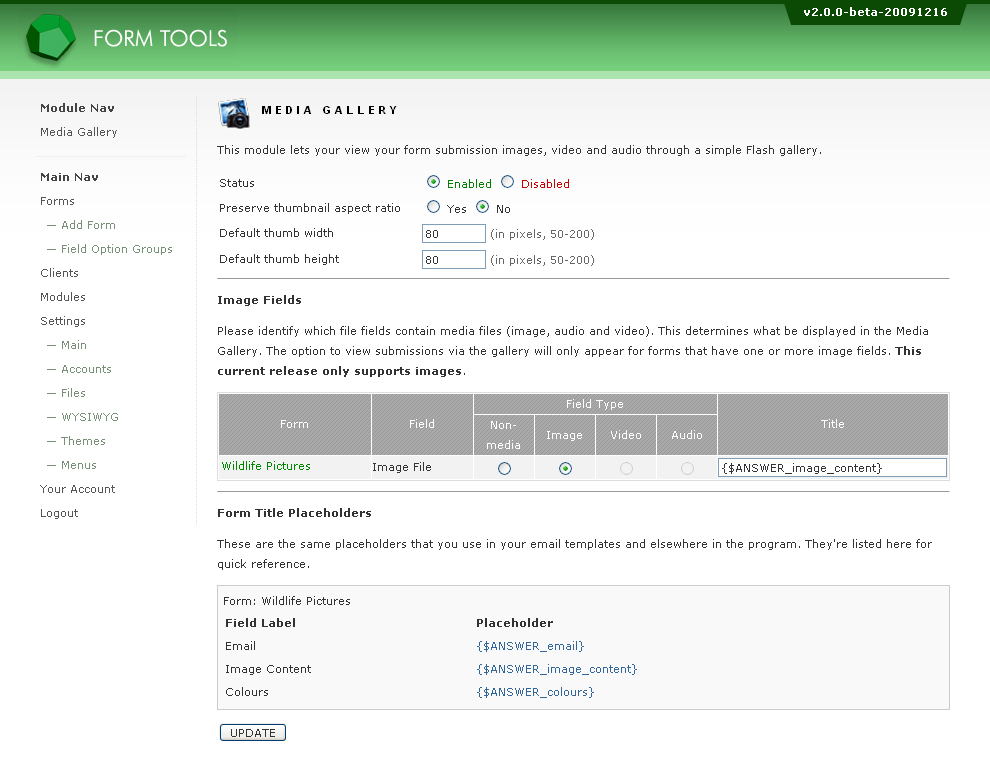 v2.0.0-beta-20091216
FORM TOOLS
Module Nav
Media Gallery
Main Nav
Forms
— Add Form
— Field Option Groups
Clients
Modules
Settings
— Main
— Accounts
— Files
— WYSIWYG
— Themes
— Menus
Your Account
Logout
MEDIA GALLERY
This module lets your view your form submission images, video and audio through a simple Flash gallery.
Status Enabled Disabled
Preserve thumbnail aspect ratio Yes No
Default thumb width 80 (in pixels, 50-200)
Default thumb height 80 (in pixels, 50-200)
Image Fields
Please identify which file fields contain media files (image, audio and video). This determines what be displayed in the Media
Gallery. The option to view submissions via the gallery will only appear for forms that have one or more image fields. This
current release only supports images.
Form Field Field Type Title
Non-media Image Video Audio
Wildlife Pictures Image File {$ANSWER_image_content}
Form Title Placeholders
These are the same placeholders that you use in your email templates and elsewhere in the program. They're listed here for
quick reference.
Form: Wildlife Pictures
Field Label Placeholder
Email {$ANSWER_email}
Image Content {$ANSWER_image_content}
Colours {$ANSWER_colours}
UPDATE